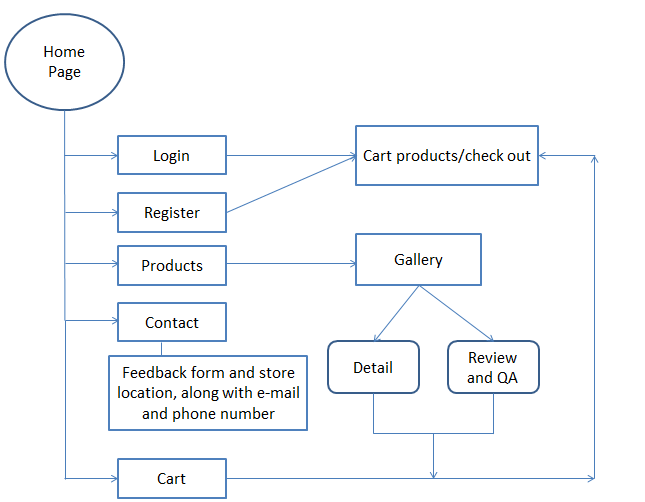 Home
Page
Login
Cart products/check out
Register
Products
Gallery
Contact
Feedback form and store
location, along with e-mail
and phone number
Detail
Review
and QA
Cart